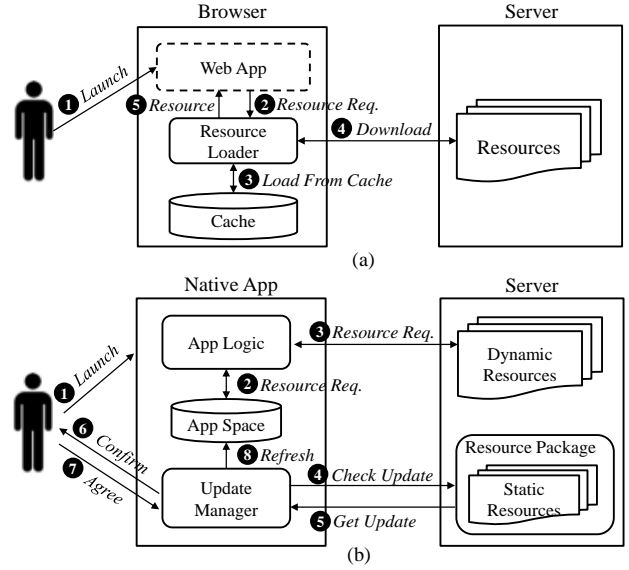 Browser
Server
Web App
1 Launch
5 Resource
2 Resource Req.
Resource
Loader
4 Download
Resources
3 Load From Cache
Cache
(a)
Native App
Server
App Logic
3 Resource Req.
Dynamic
Resources
1 Launch
2 Resource Req.
App Space
6 Confirm
7 Agree
8 Refresh
Update
Manager
4 Check Update
5 Get Update
Resource Package
Static
Resources
(b)